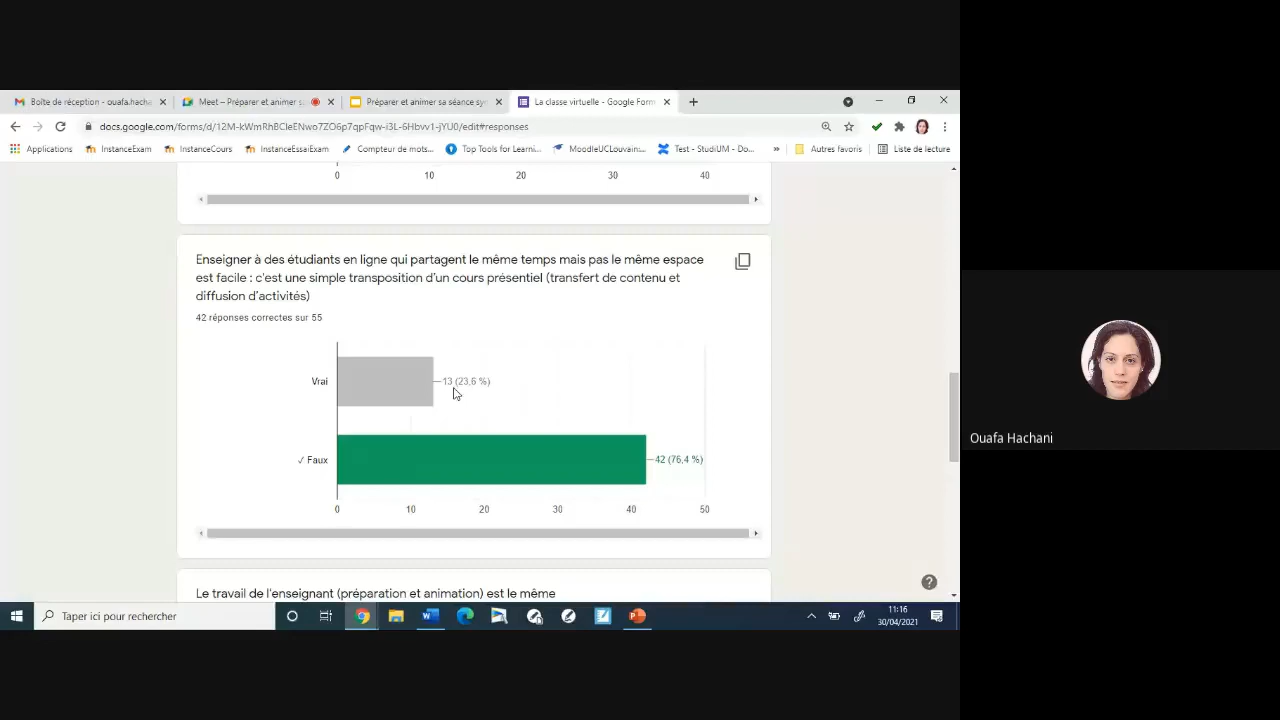 Boîte de réception - ouafa.hacha
Meet – Préparer et animer s
Préparer et animer sa séance syn
La classe virtuelle - Google Form
docs.google.com/forms/d/12M-kWmRhBCIeENwo7ZO6p7qpFqw-i3L-6Hbvv1-jYU0/edit#responses
Applications
InstanceExam
InstanceCours
InstanceEssaiExam
Compteur de mots...
Top Tools for Learni...
MoodleUCLouvain:...
Test - StudiUM - Do...
»
Autres favoris
Liste de lecture
0 10 20 30 40
Enseigner à des étudiants en ligne qui partagent le même temps mais pas le même espace
est facile : c'est une simple transposition d'un cours présentiel (transfert de contenu et
diffusion d'activités)
42 réponses correctes sur 55
Vrai
13 (23,6 %)
✓ Faux
42 (76,4 %)
0 10 20 30 40 50
Le travail de l'enseignant (préparation et animation) est le même
Ouafa Hachani
Taper ici pour rechercher
11:16
30/04/2021